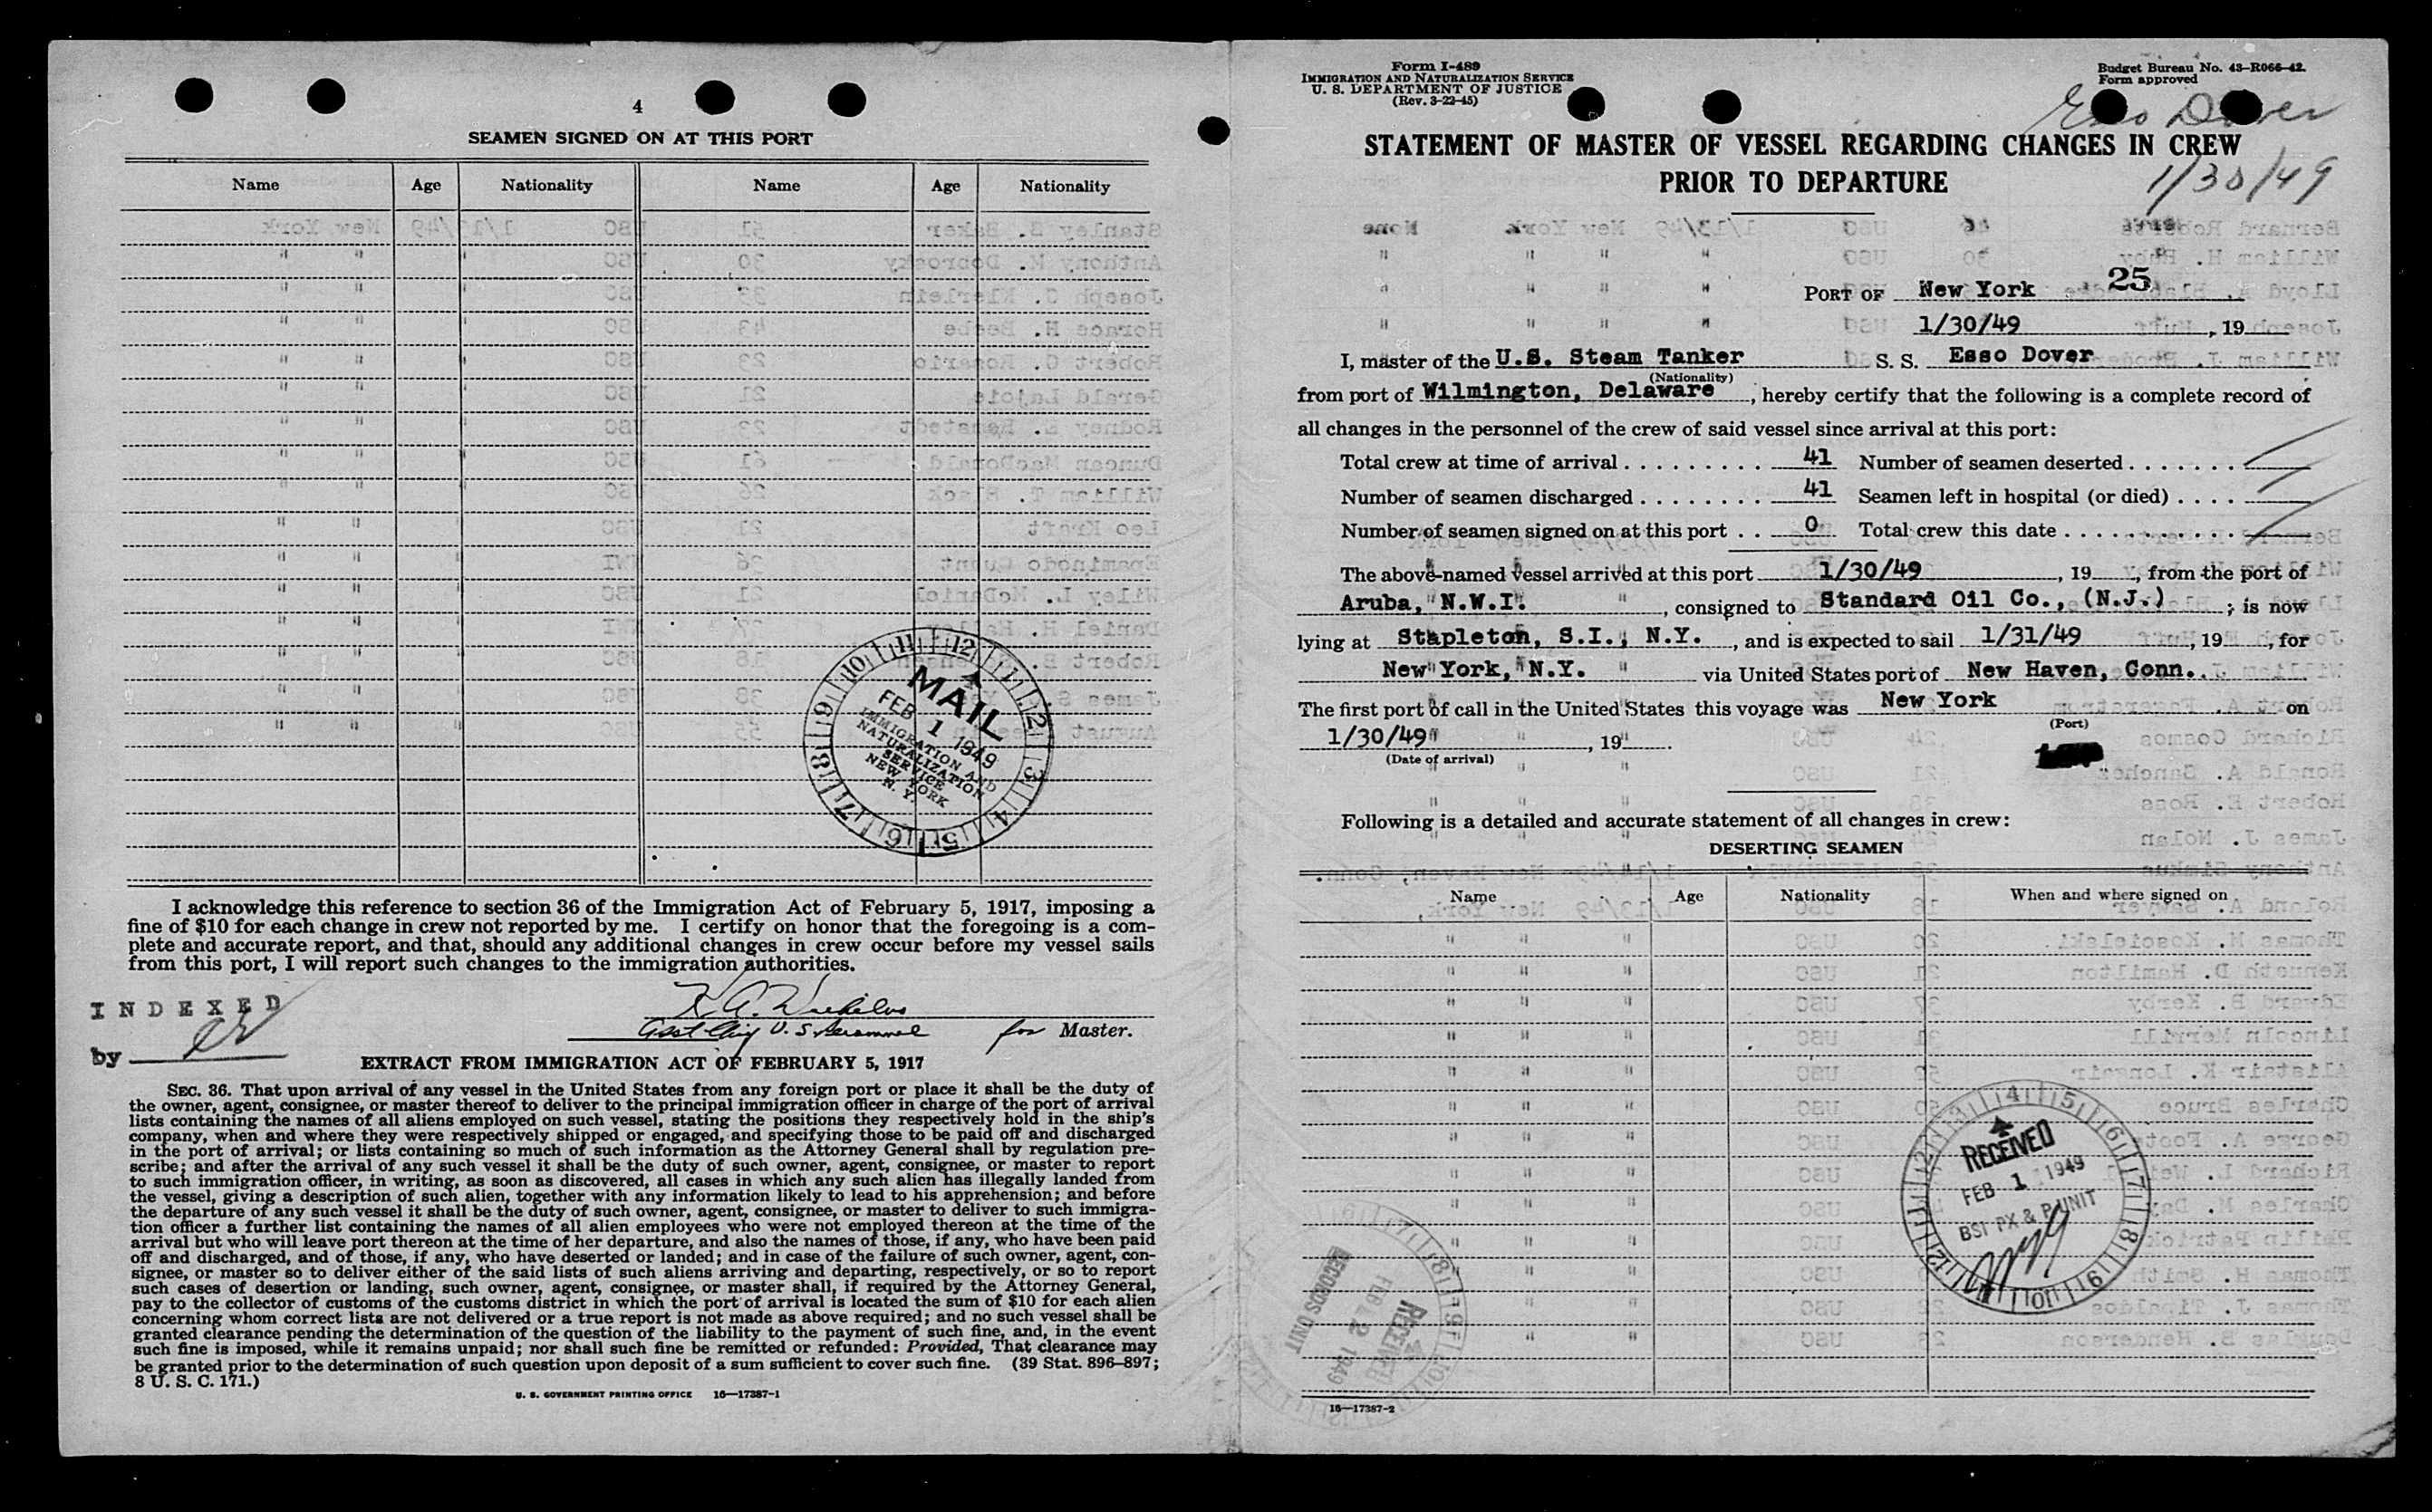 4
SEAMEN SIGNED ON AT THIS PORT
Name Age Nationality Name Age Nationality
MAIL
FEB 1 1949
IMMIGRATION AND
NATURALIZATION
SERVICE
NEW YORK
N. Y.
I acknowledge this reference to section 36 of the Immigration Act of February 5, 1917, imposing a
fine of $10 for each change in crew not reported by me. I certify on honor that the foregoing is a com-
plete and accurate report, and that, should any additional changes in crew occur before my vessel sails
from this port, I will report such changes to the immigration authorities.
INDEXED
by
for Master.
EXTRACT FROM IMMIGRATION ACT OF FEBRUARY 5, 1917
SEC. 36. That upon arrival of any vessel in the United States from any foreign port or place it shall be the duty of
the owner, agent, consignee, or master thereof to deliver to the principal immigration officer in charge of the port of arrival
lists containing the names of all aliens employed on such vessel, stating the positions they respectively hold in the ship's
company, when and where they were respectively shipped or engaged, and specifying those to be paid off and discharged
in the port of arrival; or lists containing so much of such information as the Attorney General shall by regulation pre-
scribe; and after the arrival of any such vessel it shall be the duty of such owner, agent, consignee, or master to report
to such immigration officer, in writing, as soon as discovered, all cases in which any such alien has illegally landed from
the vessel, giving a description of such alien, together with any information likely to lead to his apprehension; and before
the departure of any such vessel it shall be the duty of such owner, agent, consignee, or master to deliver to such immigra-
tion officer a further list containing the names of all alien employees who were not employed thereon at the time of the
arrival but who will leave port thereon at the time of her departure, and also the names of those, if any, who have been paid
off and discharged, and of those, if any, who have deserted or landed; and in case of the failure of such owner, agent, con-
signee, or master so to deliver either of the said lists of such aliens arriving and departing, respectively, or so to report
such cases of desertion or landing, such owner, agent, consignee, or master shall, if required by the Attorney General,
pay to the collector of customs of the customs district in which the port of arrival is located the sum of $10 for each alien
concerning whom correct lists are not delivered or a true report is not made as above required; and no such vessel shall be
granted clearance pending the determination of the question of the liability to the payment of such fine, and, in the event
such fine is imposed, while it remains unpaid; nor shall such fine be remitted or refunded: Provided, That clearance may
be granted prior to the determination of such question upon deposit of a sum sufficient to cover such fine. (39 Stat. 896-897;
8 U. S. C. 171.)
U. S. GOVERNMENT PRINTING OFFICE 16—17387-1
Form I-489
IMMIGRATION AND NATURALIZATION SERVICE
U. S. DEPARTMENT OF JUSTICE
(Rev. 3-22-45)
Budget Bureau No. 43-R066-42.
Form approved
Esso Dover
1/30/49
STATEMENT OF MASTER OF VESSEL REGARDING CHANGES IN CREW
PRIOR TO DEPARTURE
25
PORT OF New York
1/30/49, 19
I, master of the U.S. Steam Tanker S. S. Esso Dover
(Nationality)
from port of Wilmington, Delaware, hereby certify that the following is a complete record of
all changes in the personnel of the crew of said vessel since arrival at this port:
Total crew at time of arrival 41 Number of seamen deserted
Number of seamen discharged 41 Seamen left in hospital (or died)
Number of seamen signed on at this port 0 Total crew this date
The above-named vessel arrived at this port 1/30/49, 19, from the port of
Aruba, N.W.I., consigned to Standard Oil Co., (N.J.); is now
lying at Stapleton, S.I., N.Y., and is expected to sail 1/31/49, 19, for
New York, N.Y. via United States port of New Haven, Conn.
The first port of call in the United States this voyage was New York on
(Port)
1/30/49, 19.
(Date of arrival)
Following is a detailed and accurate statement of all changes in crew:
DESERTING SEAMEN
Name Age Nationality When and where signed on
RECEIVED
FEB 1 1949
BSI PX & P UNIT
RECEIVED
FEB 2 1949
RECORDS UNIT
16—17387-2